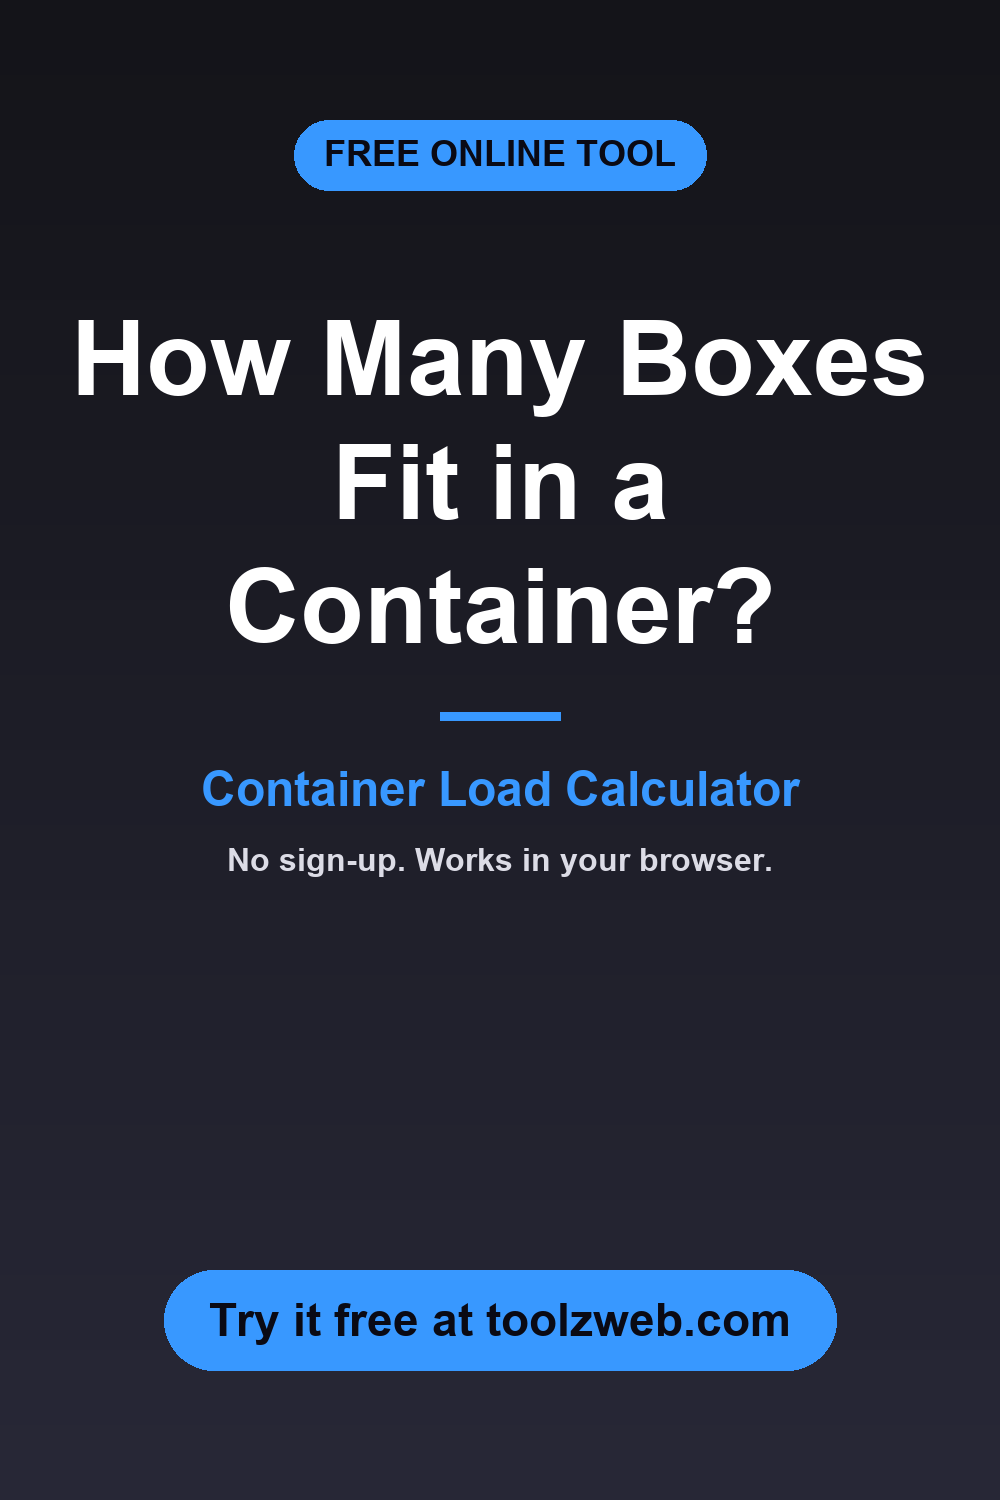 FREE ONLINE TOOL
How Many Boxes
Fit in a
Container?
Container Load Calculator
No sign-up. Works in your browser.
Try it free at toolzweb.com